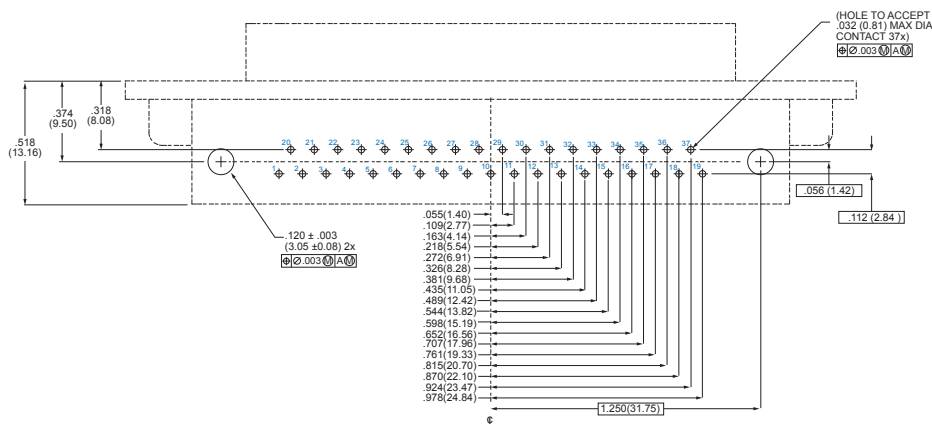 (HOLE TO ACCEPT
.032 (0.81) MAX DIA
CONTACT 37x)
⌖ Ø.003Ⓜ AⓂ
.518
(13.16)
.374
(9.50)
.318
(8.08)
20 21 22 23 24 25 26 27 28 29 30 31 32 33 34 35 36 37
1 2 3 4 5 6 7 8 9 10 11 12 13 14 15 16 17 18 19
.056 (1.42)
.112 (2.84 )
.120 ± .003
(3.05 ±0.08) 2x
⌖ Ø.003Ⓜ AⓂ
.055(1.40)
.109(2.77)
.163(4.14)
.218(5.54)
.272(6.91)
.326(8.28)
.381(9.68)
.435(11.05)
.489(12.42)
.544(13.82)
.598(15.19)
.652(16.56)
.707(17.96)
.761(19.33)
.815(20.70)
.870(22.10)
.924(23.47)
.978(24.84)
1.250(31.75)
℄